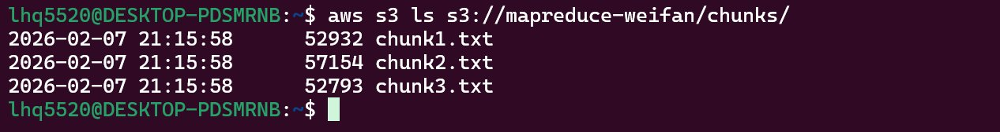 lhq5520@DESKTOP-PDSMRNB:~$ aws s3 ls s3://mapreduce-weifan/chunks/
2026-02-07 21:15:58      52932 chunk1.txt
2026-02-07 21:15:58      57154 chunk2.txt
2026-02-07 21:15:58      52793 chunk3.txt
lhq5520@DESKTOP-PDSMRNB:~$